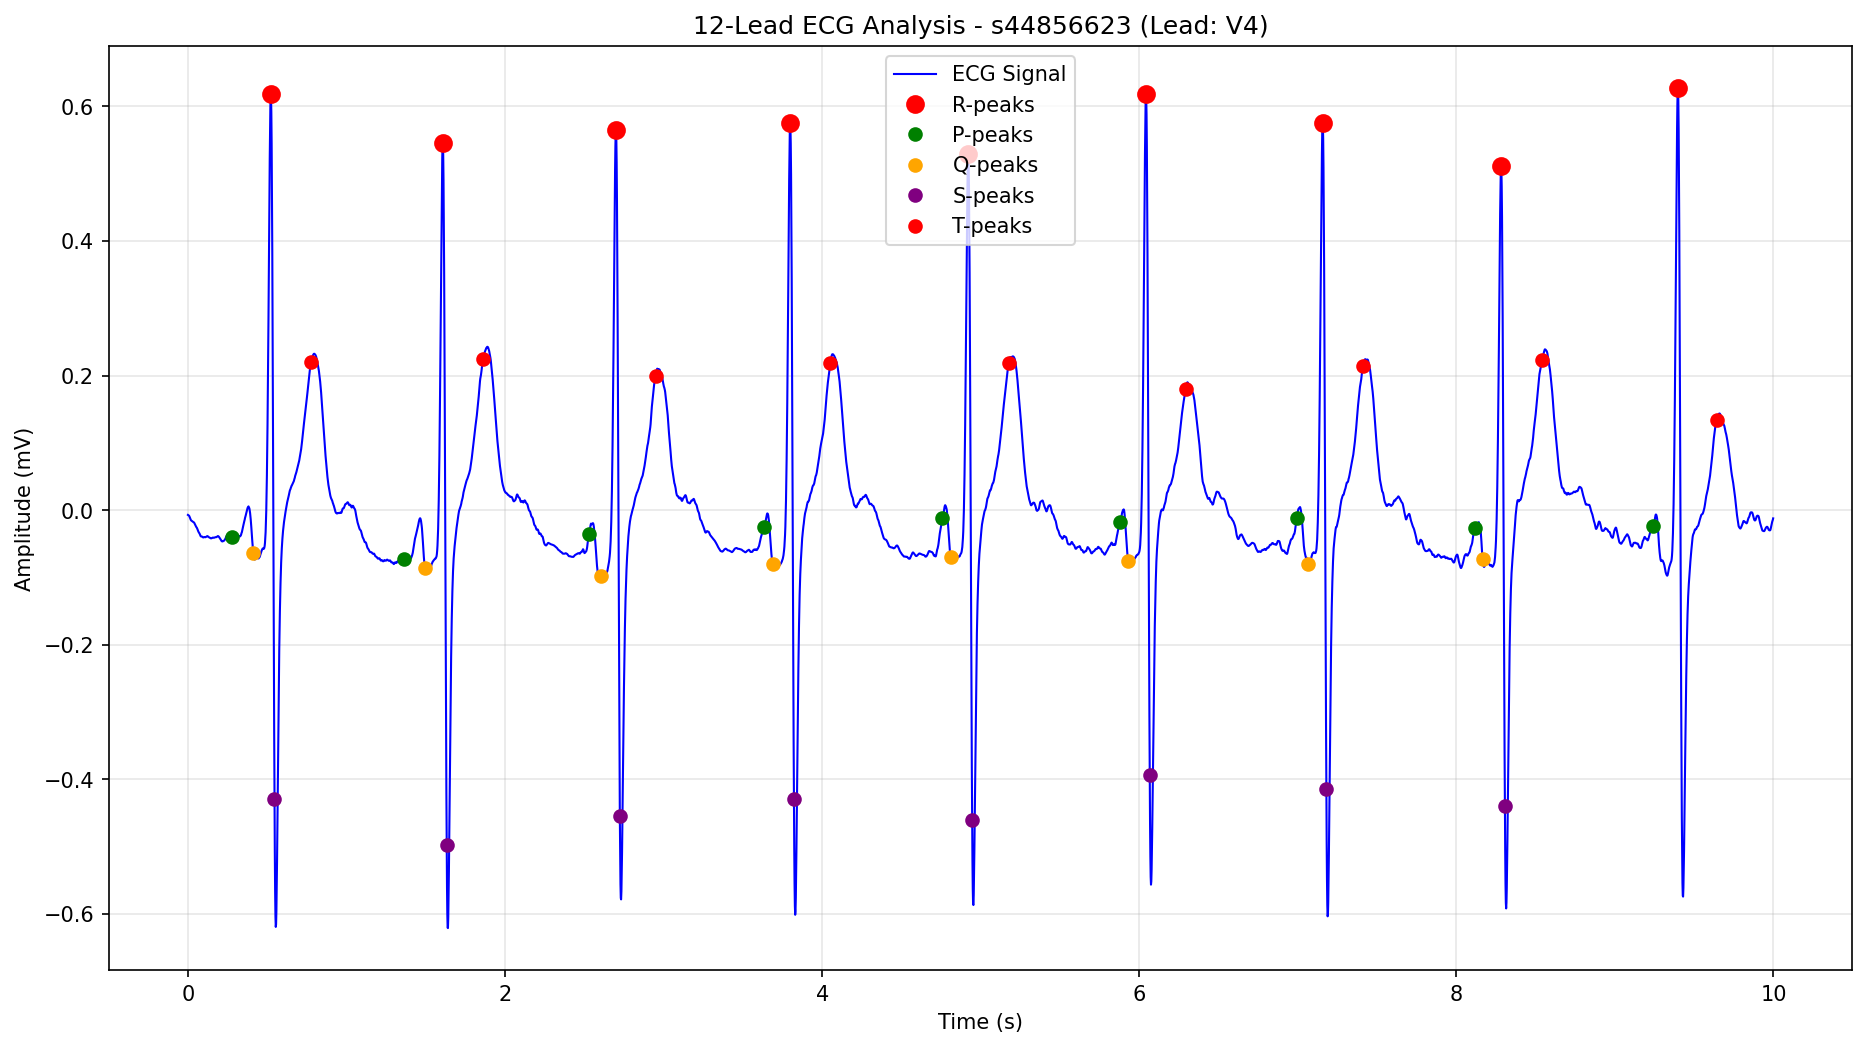 12-Lead ECG Analysis - s44856623 (Lead: V4)
ECG Signal
R-peaks
P-peaks
Q-peaks
S-peaks
T-peaks
Amplitude (mV)
0.6
0.4
0.2
0.0
−0.2
−0.4
−0.6
0 2 4 6 8 10
Time (s)